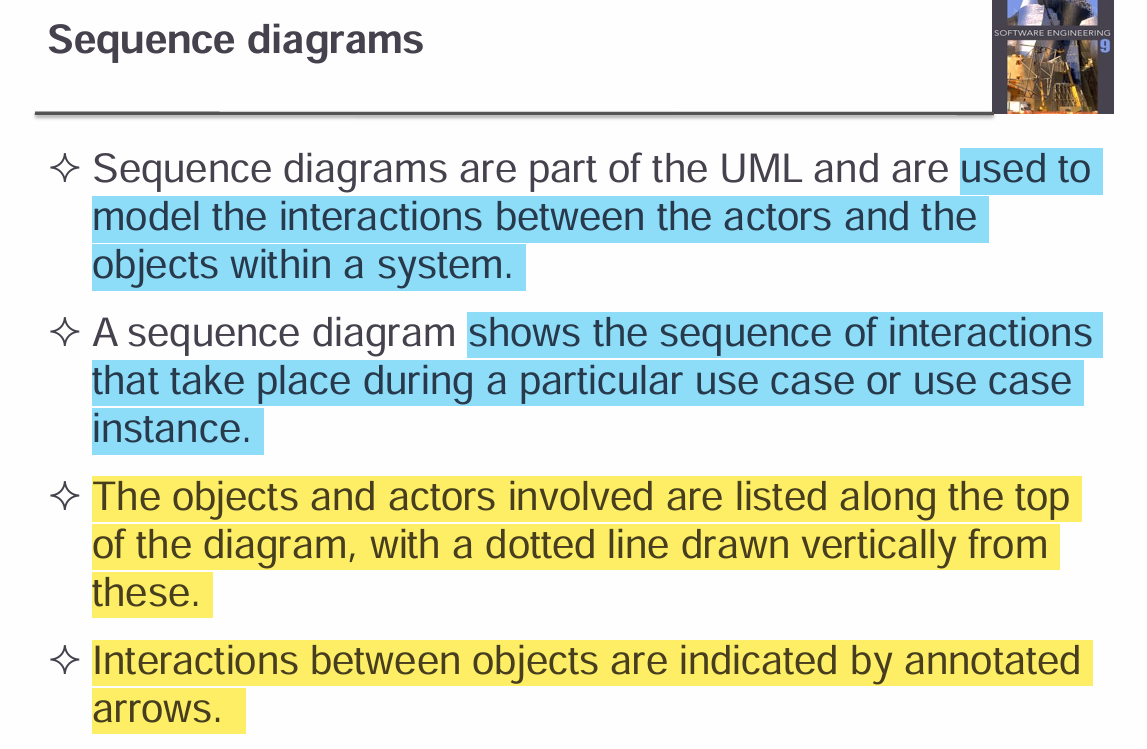 Sequence diagrams
SOFTWARE ENGINEERING
9
✧ Sequence diagrams are part of the UML and are used to
model the interactions between the actors and the
objects within a system.
✧ A sequence diagram shows the sequence of interactions
that take place during a particular use case or use case
instance.
✧ The objects and actors involved are listed along the top
of the diagram, with a dotted line drawn vertically from
these.
✧ Interactions between objects are indicated by annotated
arrows.